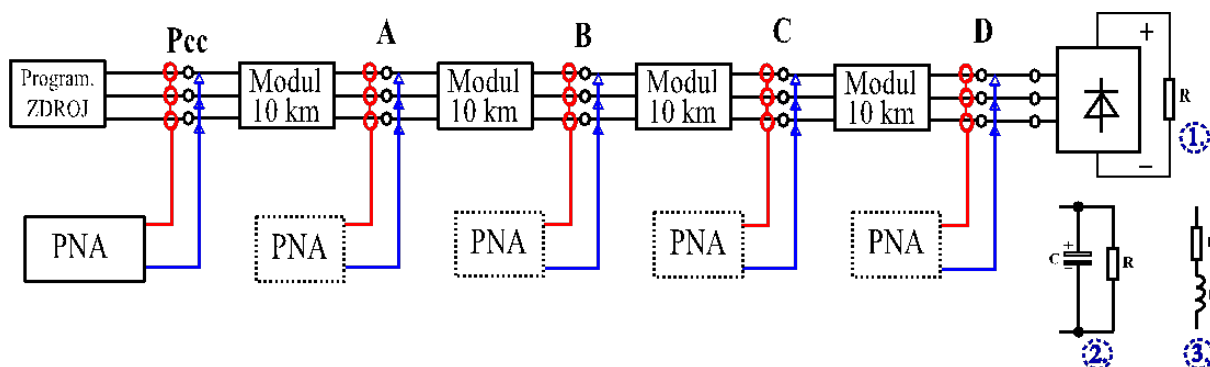 Pcc
A
B
C
D
Program.
ZDROJ
Modul
10 km
Modul
10 km
Modul
10 km
Modul
10 km
+
−
R
1.
PNA
PNA
PNA
PNA
PNA
+
−
C
R
2.
3.